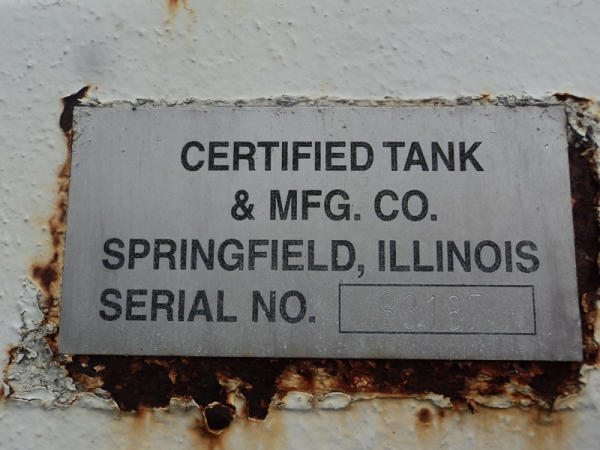 CERTIFIED TANK
& MFG. CO.
SPRINGFIELD, ILLINOIS
SERIAL NO.